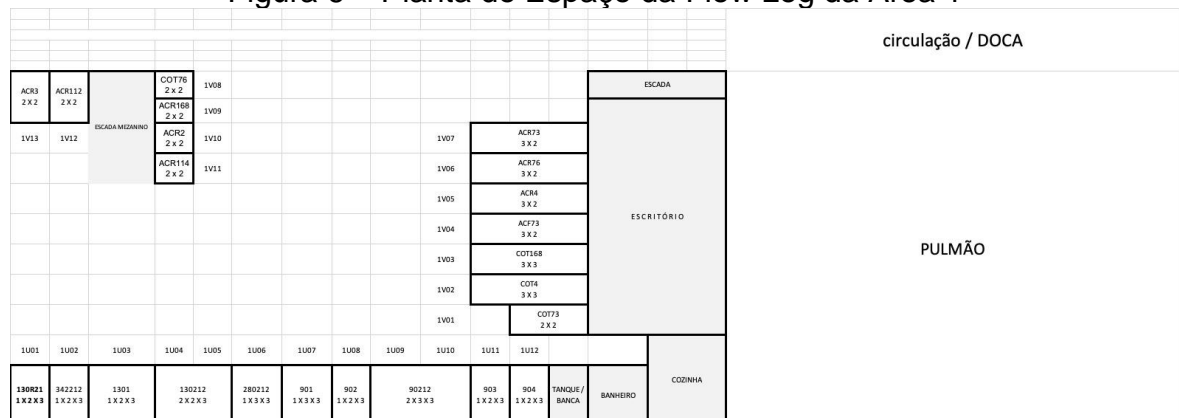 circulação / DOCA
ACR3
2 X 2
ACR112
2 X 2
ESCADA MEZANINO
COT76
2 x 2
1V08
ESCADA
ACR168
2 x 2
1V09
1V13
1V12
ACR2
2 x 2
1V10
1V07
ACR73
3 X 2
ACR114
2 x 2
1V11
1V06
ACR76
3 X 2
1V05
ACR4
3 X 2
ESCRITÓRIO
1V04
ACF73
3 X 2
PULMÃO
1V03
COT168
3 X 3
1V02
COT4
3 X 3
1V01
COT73
2 X 2
1U01 1U02 1U03 1U04 1U05 1U06 1U07 1U08 1U09 1U10 1U11 1U12
130R21
1 X 2 X 3
342212
1 X 2 X 3
1301
1 X 2 X 3
130212
2 X 2 X 3
280212
1 X 3 X 3
901
1 X 3 X 3
902
1 X 2 X 3
90212
2 X 3 X 3
903
1 X 2 X 3
904
1 X 2 X 3
TANQUE /
BANCA
BANHEIRO
COZINHA